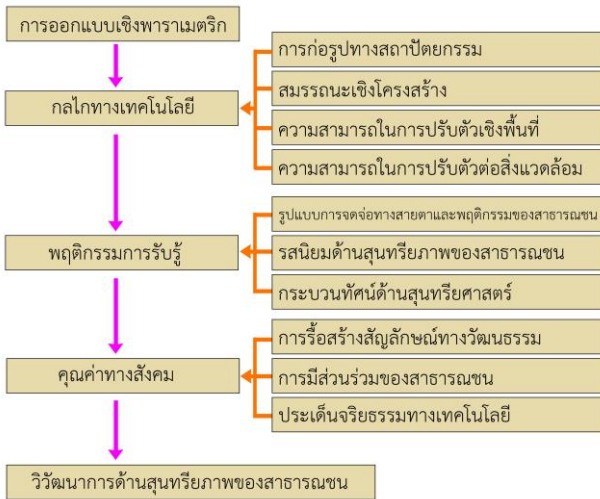 การออกแบบเชิงพาราเมตริก
กลไกทางเทคโนโลยี
การก่อรูปทางสถาปัตยกรรม
สมรรถนะเชิงโครงสร้าง
ความสามารถในการปรับตัวเชิงพื้นที่
ความสามารถในการปรับตัวต่อสิ่งแวดล้อม
พฤติกรรมการรับรู้
รูปแบบการจดจ่อทางสายตาและพฤติกรรมของสาธารณชน
รสนิยมด้านสุนทรียภาพของสาธารณชน
กระบวนทัศน์ด้านสุนทรียศาสตร์
คุณค่าทางสังคม
การรื้อสร้างสัญลักษณ์ทางวัฒนธรรม
การมีส่วนร่วมของสาธารณชน
ประเด็นจริยธรรมทางเทคโนโลยี
วิวัฒนาการด้านสุนทรียภาพของสาธารณชน